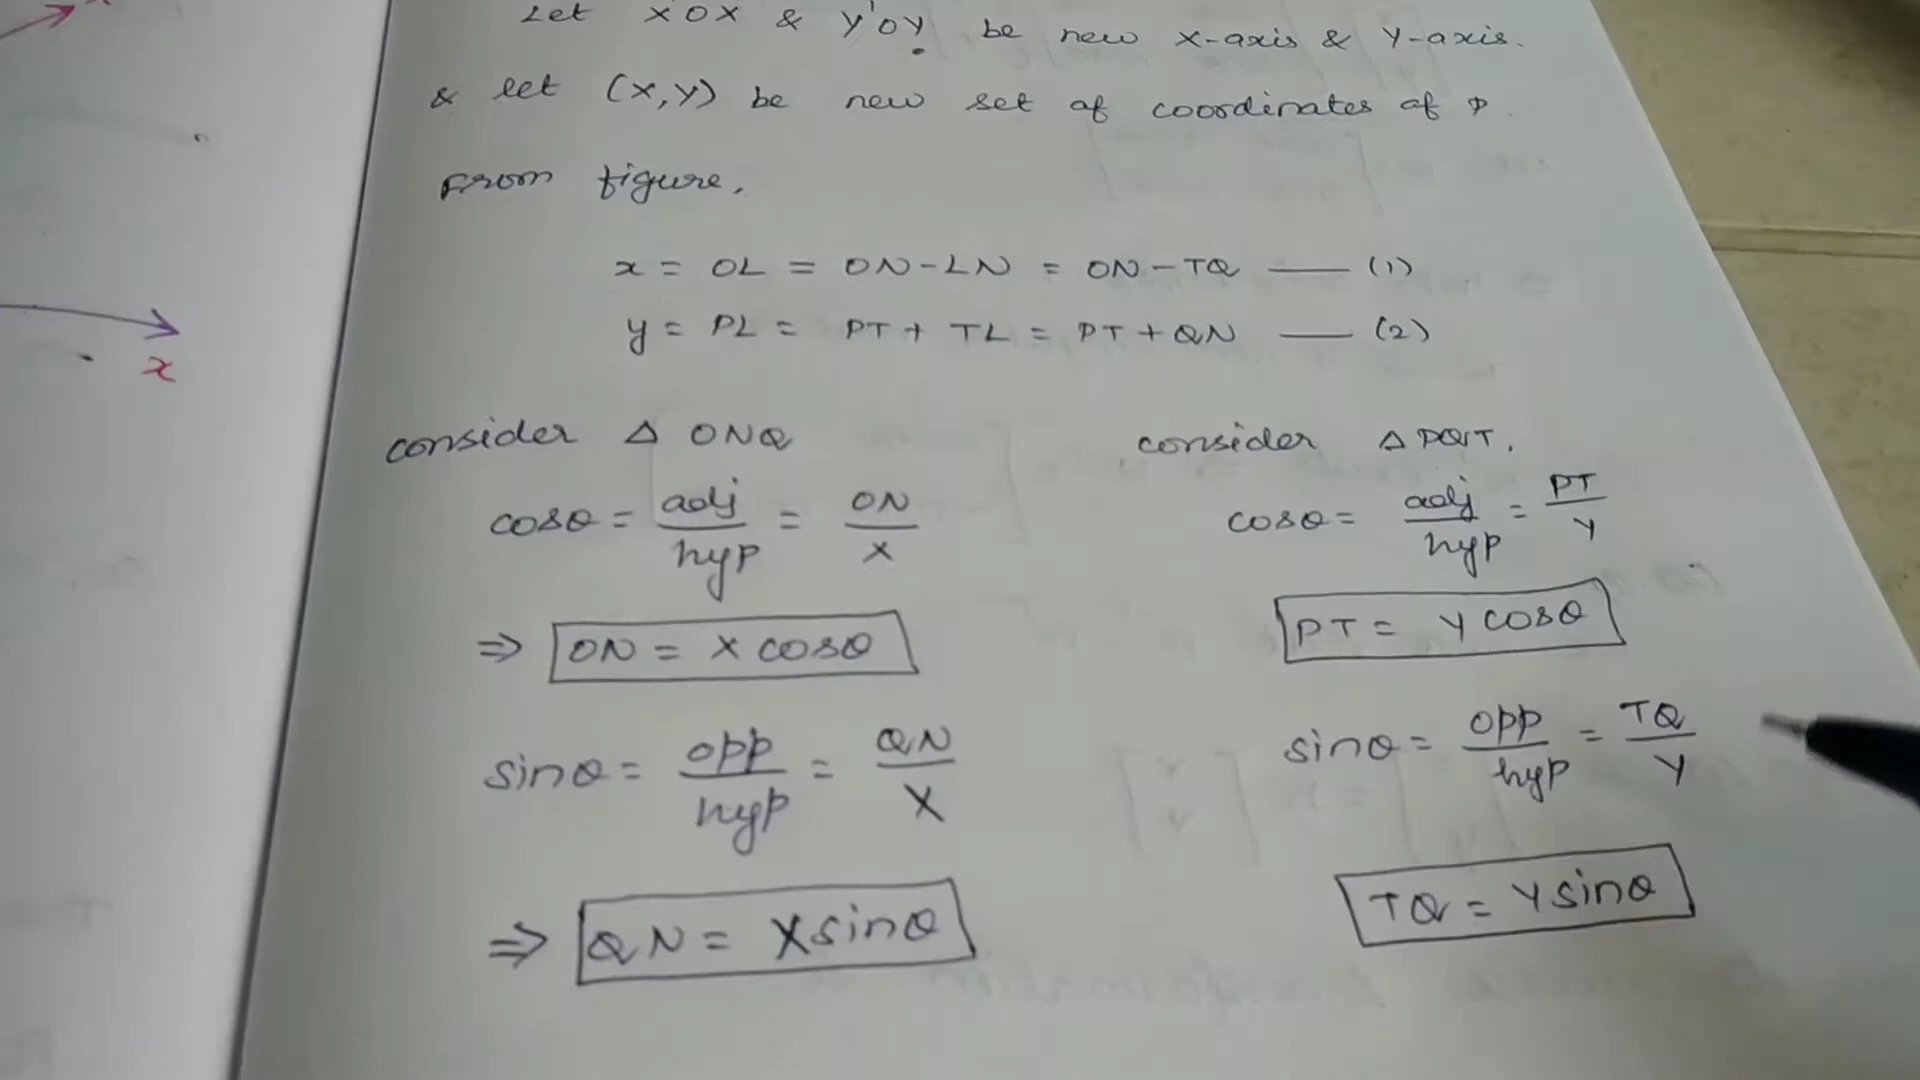 Let X'OX & Y'OY, be new X-axis & Y-axis.
& let (X,Y) be new set of coordinates of P.
From figure,
x = OL = ON-LN = ON-TQ —— (1)
y = PL = PT + TL = PT + QN —— (2)
x
consider Δ ONQ
cosθ = adj/hyp = ON/X
⇒ ON = X cosθ
sinθ = opp/hyp = QN/X
⇒ QN = X sinθ
consider Δ PQT.
cosθ = adj/hyp = PT/Y
PT = Y cosθ
sinθ = opp/hyp = TQ/Y
TQ = Y sinθ